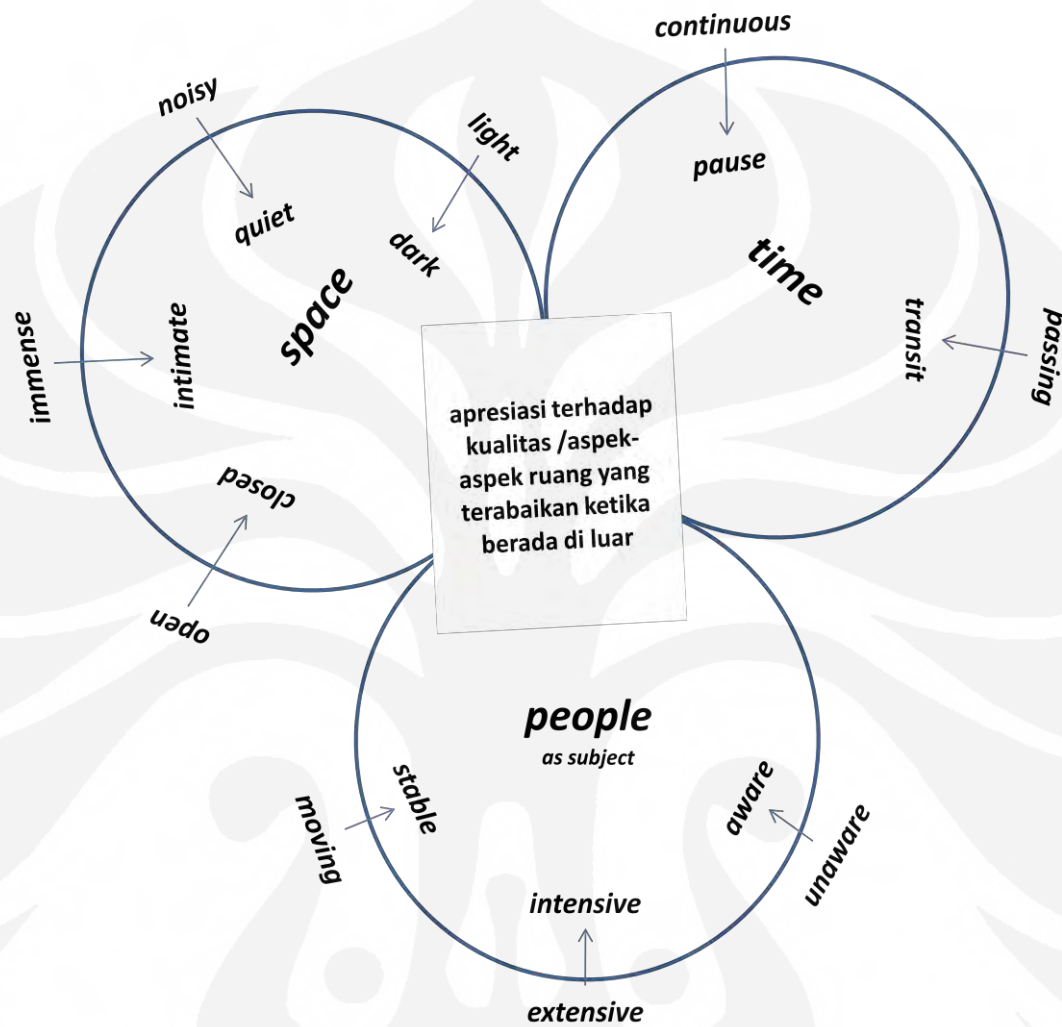 continuous
noisy
light
pause
quiet
dark
time
space
immense
intimate
transit
passing
apresiasi terhadap
kualitas /aspek-
aspek ruang yang
terabaikan ketika
berada di luar
closed
open
people
as subject
stable
moving
aware
unaware
intensive
extensive